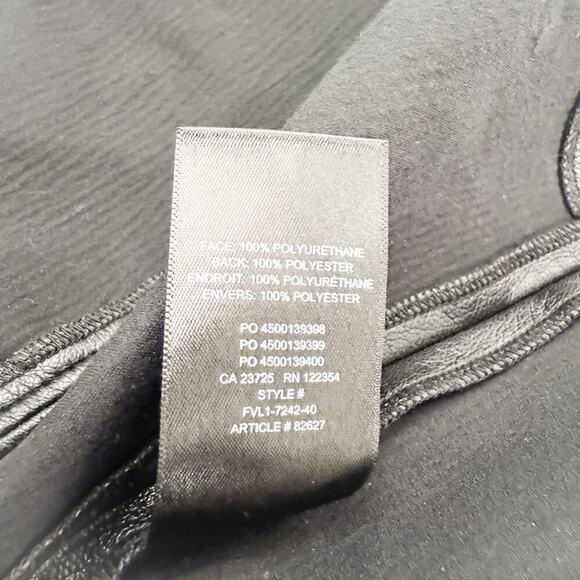 FACE: 100% POLYURETHANE
BACK: 100% POLYESTER
ENDROIT: 100% POLYURÉTHANE
ENVERS: 100% POLYESTER
PO 4500139398
PO 4500139399
PO 4500139400
CA 23725 RN 122354
STYLE #
FVL1-7242-40
ARTICLE # 82627